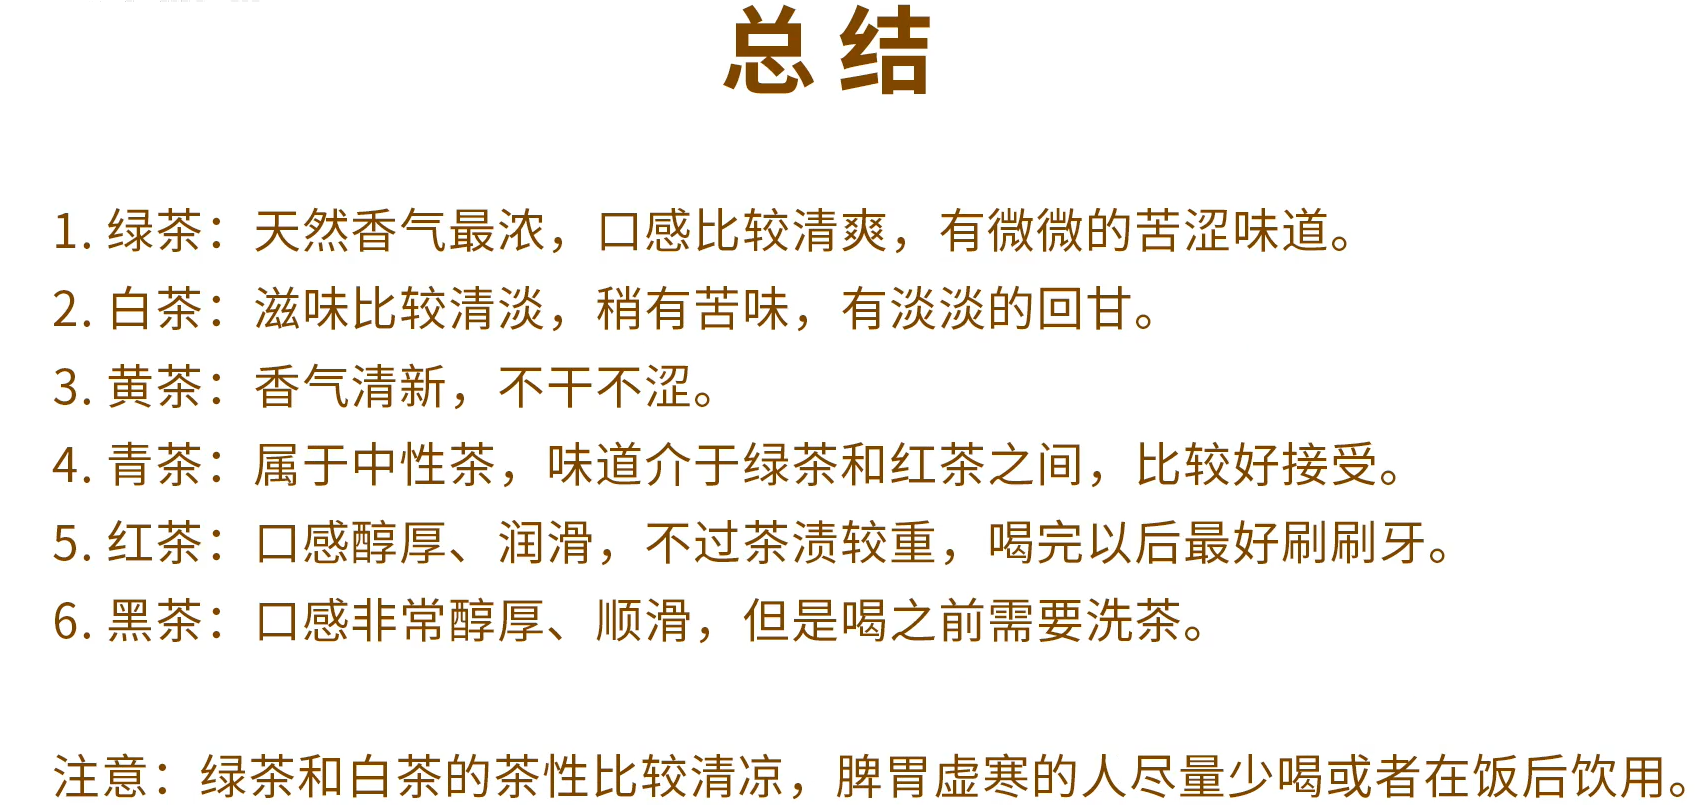 总结
1. 绿茶：天然香气最浓，口感比较清爽，有微微的苦涩味道。
2. 白茶：滋味比较清淡，稍有苦味，有淡淡的回甘。
3. 黄茶：香气清新，不干不涩。
4. 青茶：属于中性茶，味道介于绿茶和红茶之间，比较好接受。
5. 红茶：口感醇厚、润滑，不过茶渍较重，喝完以后最好刷刷牙。
6. 黑茶：口感非常醇厚、顺滑，但是喝之前需要洗茶。
注意：绿茶和白茶的茶性比较清凉，脾胃虚寒的人尽量少喝或者在饭后饮用。